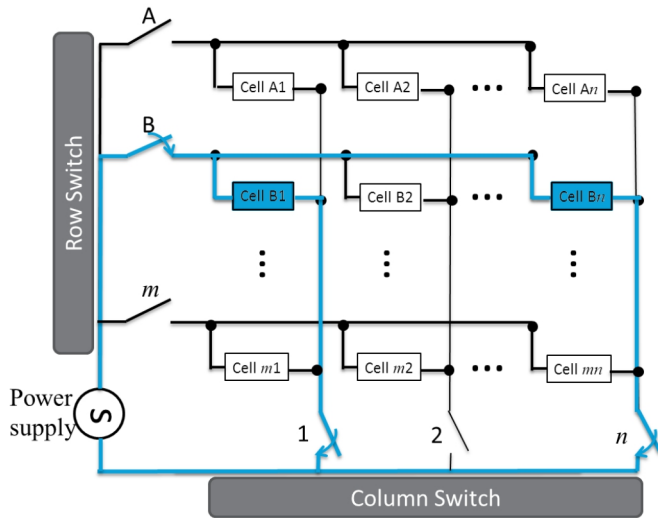 A
Cell A1
Cell A2
Cell An
Row Switch
B
Cell B1
Cell B2
Cell Bn
m
Cell m1
Cell m2
Cell mn
Power
supply
S
1
2
n
Column Switch